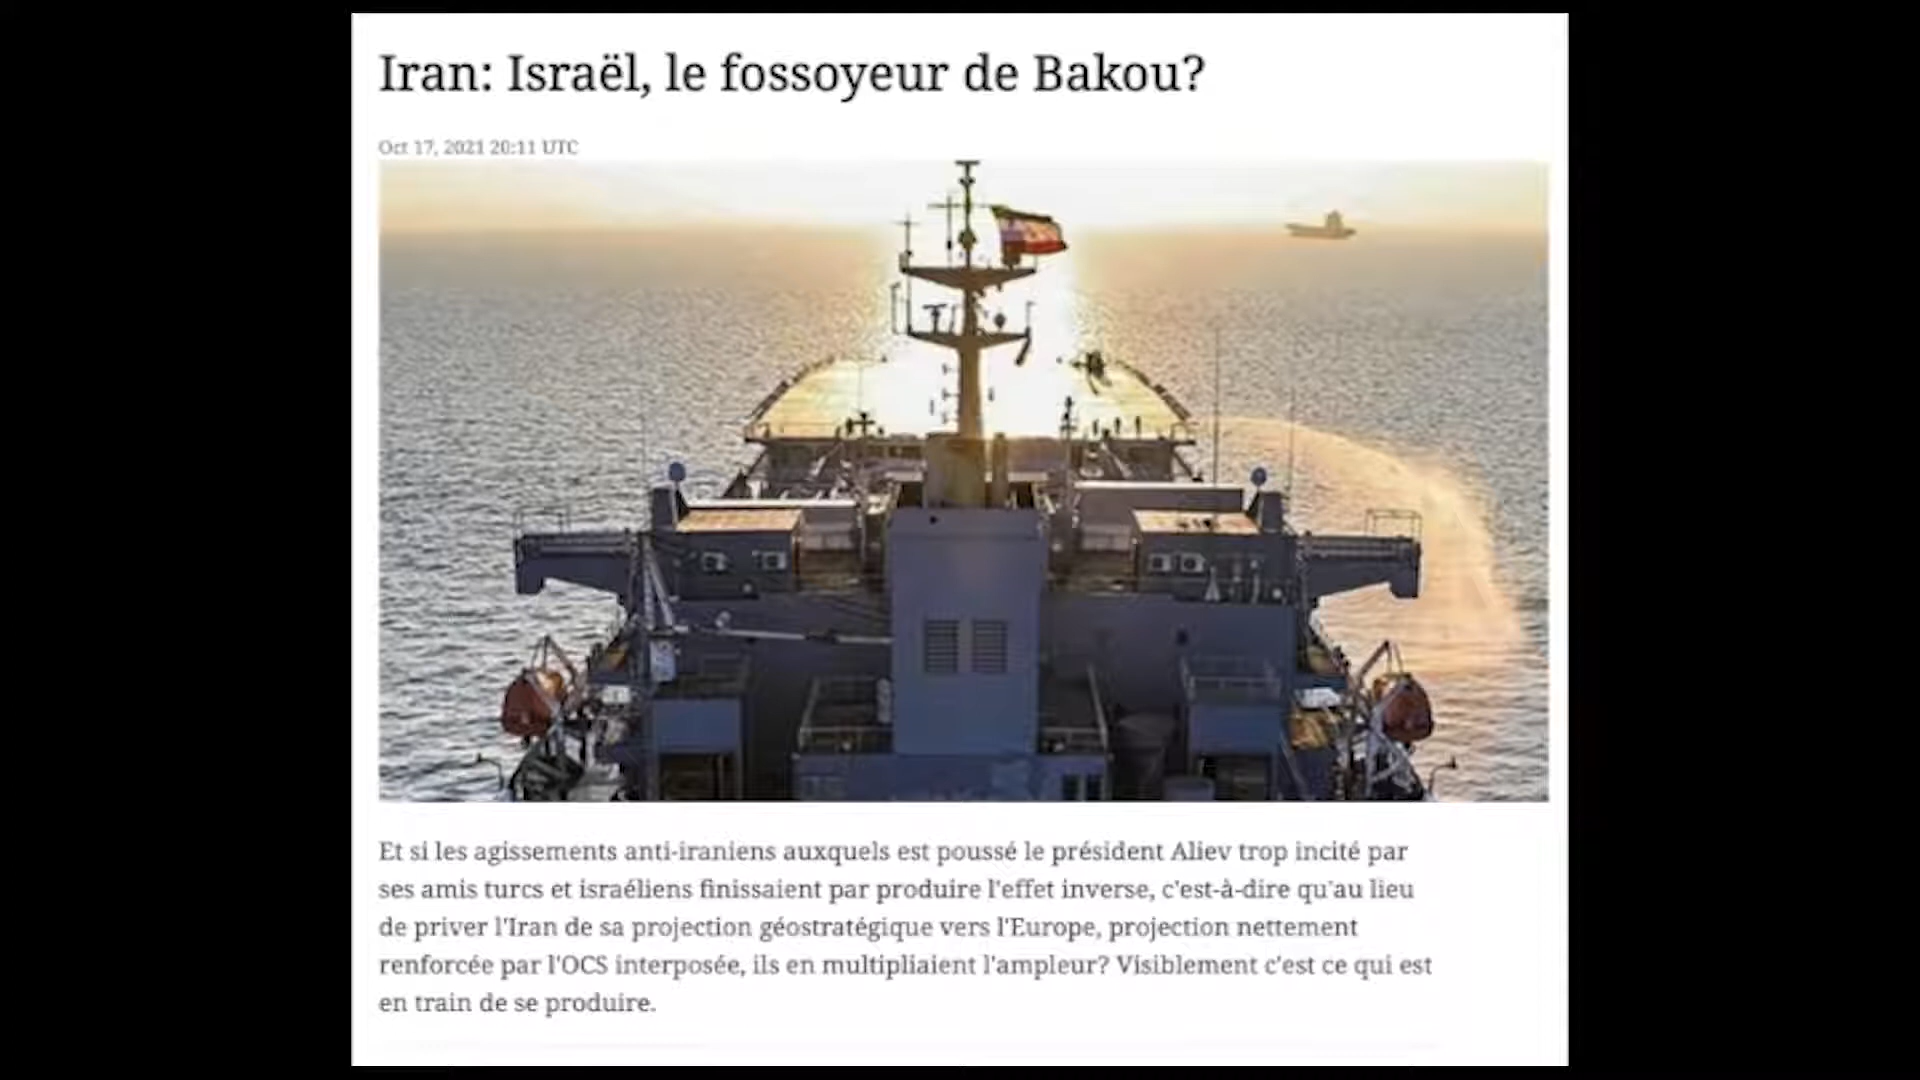 Iran: Israël, le fossoyeur de Bakou?
Oct 17, 2021 20:11 UTC
Et si les agissements anti-iraniens auxquels est poussé le président Aliev trop incité par
ses amis turcs et israéliens finissaient par produire l'effet inverse, c'est-à-dire qu'au lieu
de priver l'Iran de sa projection géostratégique vers l'Europe, projection nettement
renforcée par l'OCS interposée, ils en multipliaient l'ampleur? Visiblement c'est ce qui est
en train de se produire.